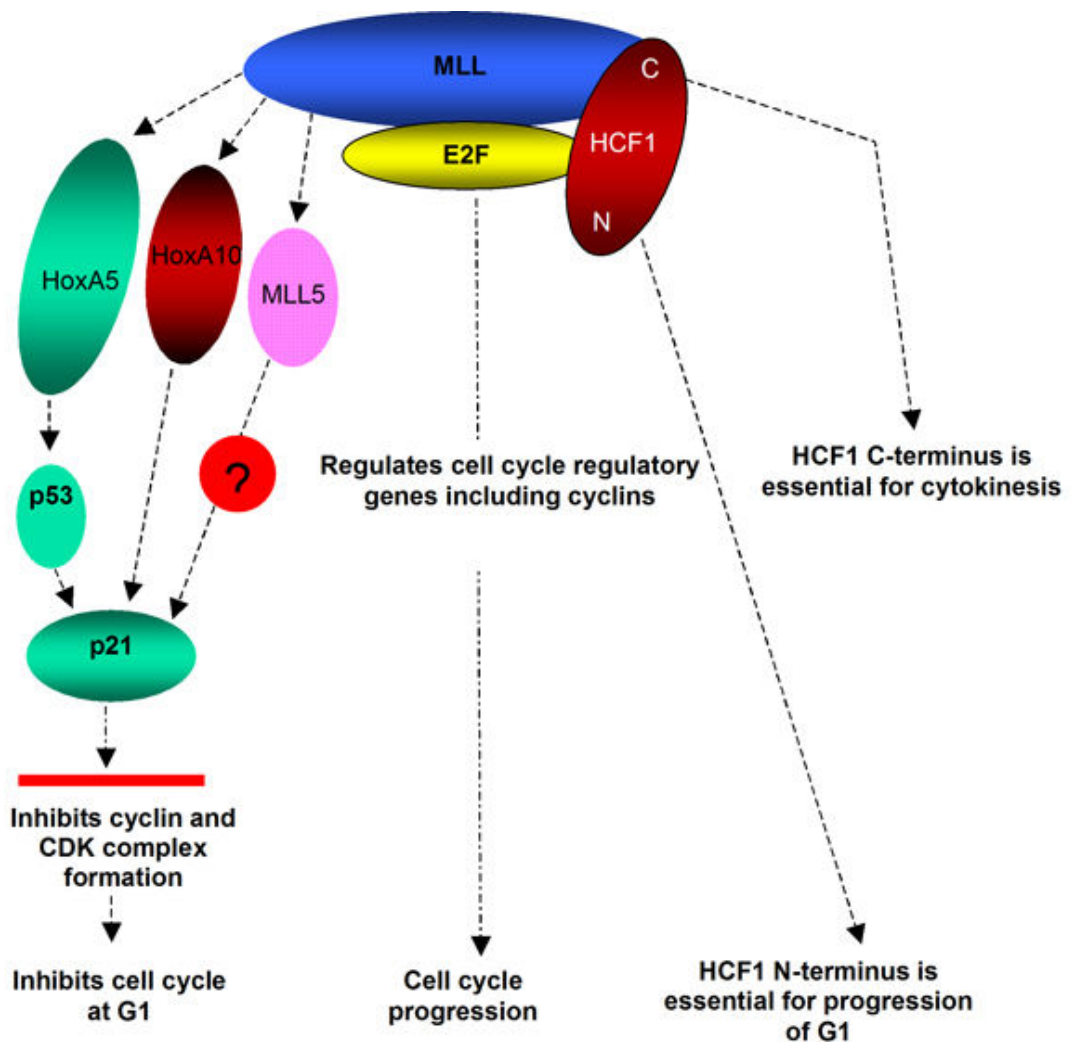 MLL
C
HCF1
N
E2F
HoxA5
HoxA10
MLL5
?
p53
p21
Inhibits cyclin and
CDK complex
formation
Inhibits cell cycle
at G1
Regulates cell cycle regulatory
genes including cyclins
Cell cycle
progression
HCF1 C-terminus is
essential for cytokinesis
HCF1 N-terminus is
essential for progression
of G1